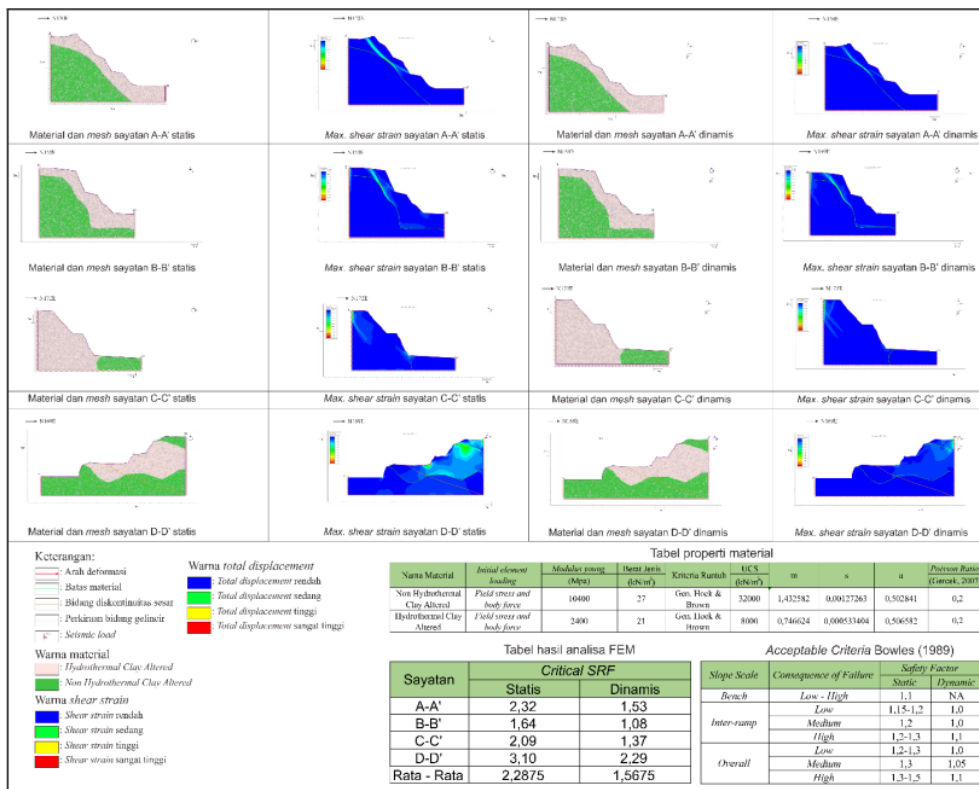 Material dan mesh sayatan A-A' statis
Max. shear strain sayatan A-A' statis
Material dan mesh sayatan A-A' dinamis
Max. shear strain sayatan A-A' dinamis
Material dan mesh sayatan B-B' statis
Max. shear strain sayatan B-B' statis
Material dan mesh sayatan B-B' dinamis
Max. shear strain sayatan B-B' dinamis
Material dan mesh sayatan C-C' statis
Max. shear strain sayatan C-C' statis
Material dan mesh sayatan C-C' dinamis
Max. shear strain sayatan C-C' dinamis
Material dan mesh sayatan D-D' statis
Max. shear strain sayatan D-D' statis
Material dan mesh sayatan D-D' dinamis
Max. shear strain sayatan D-D' dinamis
Keterangan:
: Arah deformasi
: Batas material
: Bidang diskontinuitas sesar
: Perkiraan bidang gelincir
: Seismic load
Warna material
: Hydrothermal Clay Altered
: Non Hydrothermal Clay Altered
Warna shear strain
: Shear strain rendah
: Shear strain sedang
: Shear strain tinggi
: Shear strain sangat tinggi
Warna total displacement
: Total displacement rendah
: Total displacement sedang
: Total displacement tinggi
: Total displacement sangat tinggi
Tabel properti material
Nama Material Initial element loading Modulus young (Mpa) Berat Jenis (kN/m³) Kriteria Runtuh UCS (kN/m²) m s a Poisson Ratio (Gercek, 2007)
Non Hydrothermal Clay Altered Field stress and body force 10400 27 Gen. Hoek & Brown 32000 1,432582 0,00127263 0,502841 0,2
Hydrothermal Clay Altered Field stress and body force 2400 21 Gen. Hoek & Brown 8000 0,746624 0,000533404 0,506582 0,2
Tabel hasil analisa FEM
Sayatan Critical SRF
Statis Dinamis
A-A' 2,32 1,53
B-B' 1,64 1,08
C-C' 2,09 1,37
D-D' 3,10 2,29
Rata - Rata 2,2875 1,5675
Acceptable Criteria Bowles (1989)
Slope Scale Consequence of Failure Safety Factor
Static Dynamic
Bench Low - High 1,1 NA
Inter-ramp Low 1,15-1,2 1,0
Medium 1,2 1,0
High 1,2-1,3 1,1
Overall Low 1,2-1,3 1,0
Medium 1,3 1,05
High 1,3-1,5 1,1